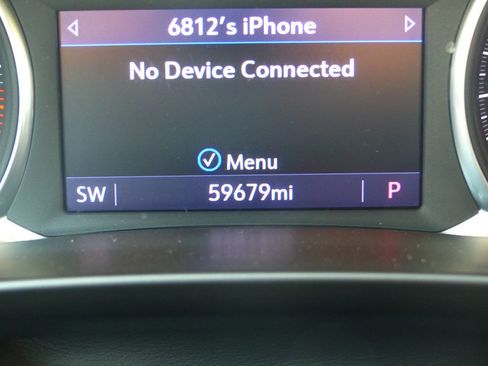 6812's iPhone
No Device Connected
Menu
SW 59679mi P